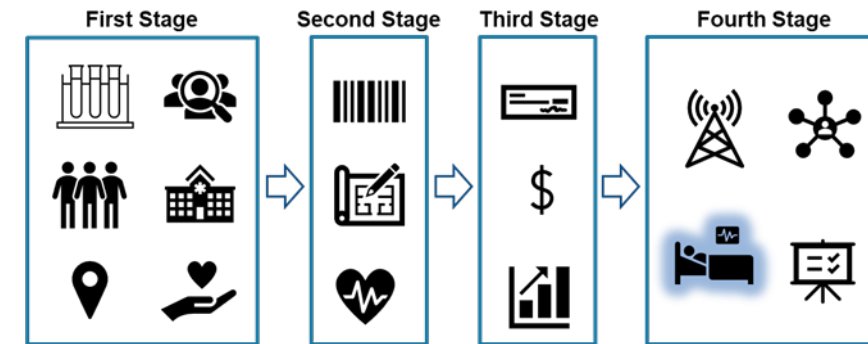 First Stage
Second Stage
Third Stage
Fourth Stage
$